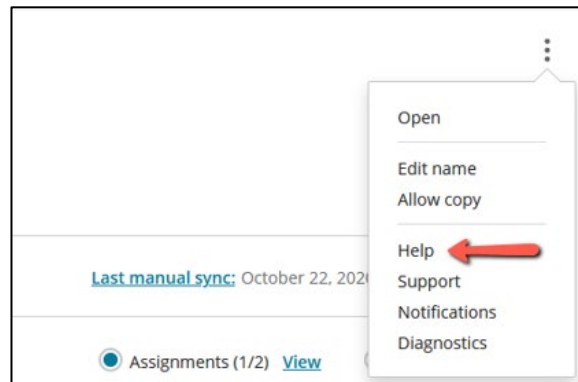 Open
Edit name
Allow copy
Help
Last manual sync: October 22, 202
Support
Notifications
Diagnostics
Assignments (1/2) View